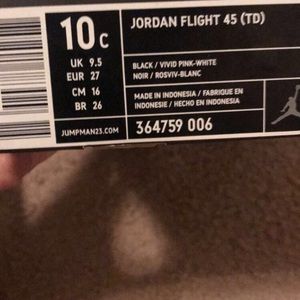 10C
UK 9.5
EUR 27
CM 16
BR 26
JUMPMAN23.COM
JORDAN FLIGHT 45 (TD)
BLACK / VIVID PINK-WHITE
NOIR / ROSVIV-BLANC
MADE IN INDONESIA / FABRIQUE EN
INDONESIE / HECHO EN INDONESIA
364759 006